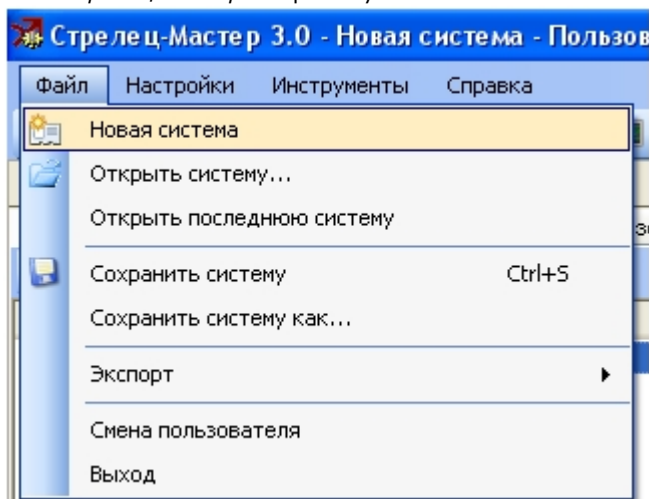 Стрелец-Мастер 3.0 - Новая система - Пользов
Файл Настройки Инструменты Справка
Новая система
Открыть систему...
Открыть последнюю систему
Сохранить систему Ctrl+S
Сохранить систему как...
Экспорт
Смена пользователя
Выход